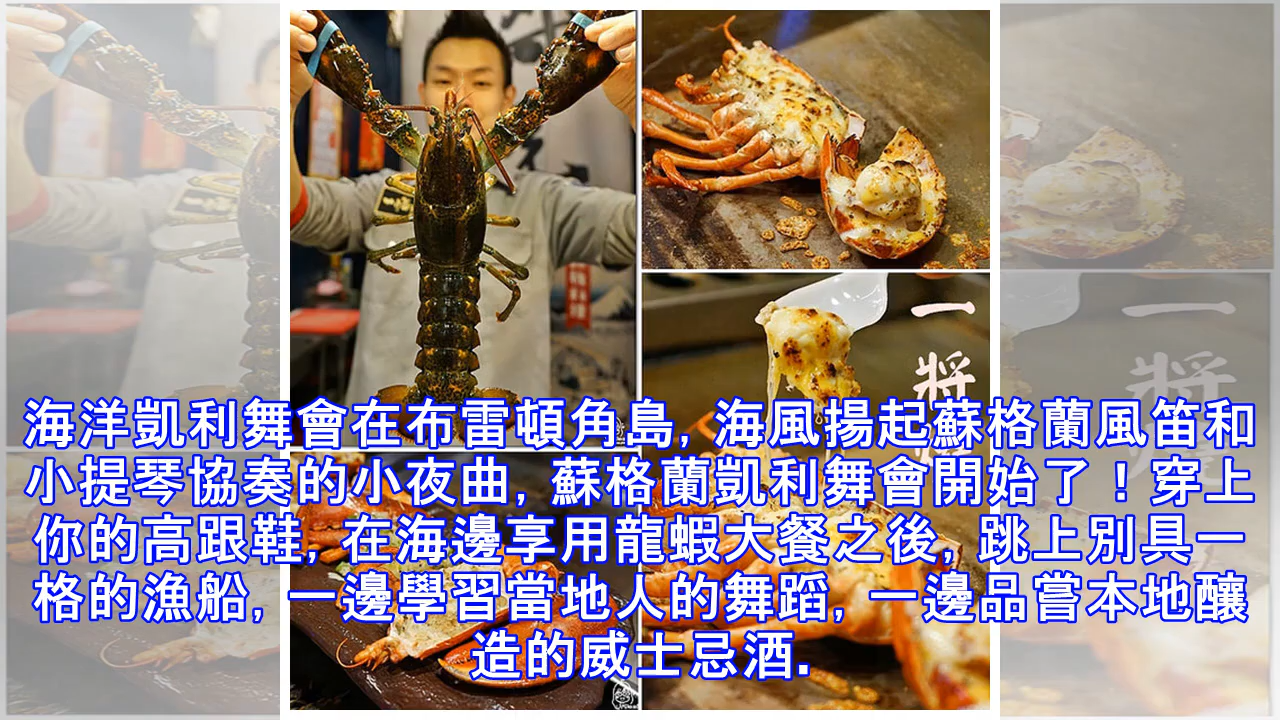 一
將
海洋凱利舞會在布雷頓角島, 海風揚起蘇格蘭風笛和
小提琴協奏的小夜曲, 蘇格蘭凱利舞會開始了！穿上
你的高跟鞋, 在海邊享用龍蝦大餐之後, 跳上別具一
格的漁船, 一邊學習當地人的舞蹈, 一邊品嘗本地釀
造的威士忌酒.